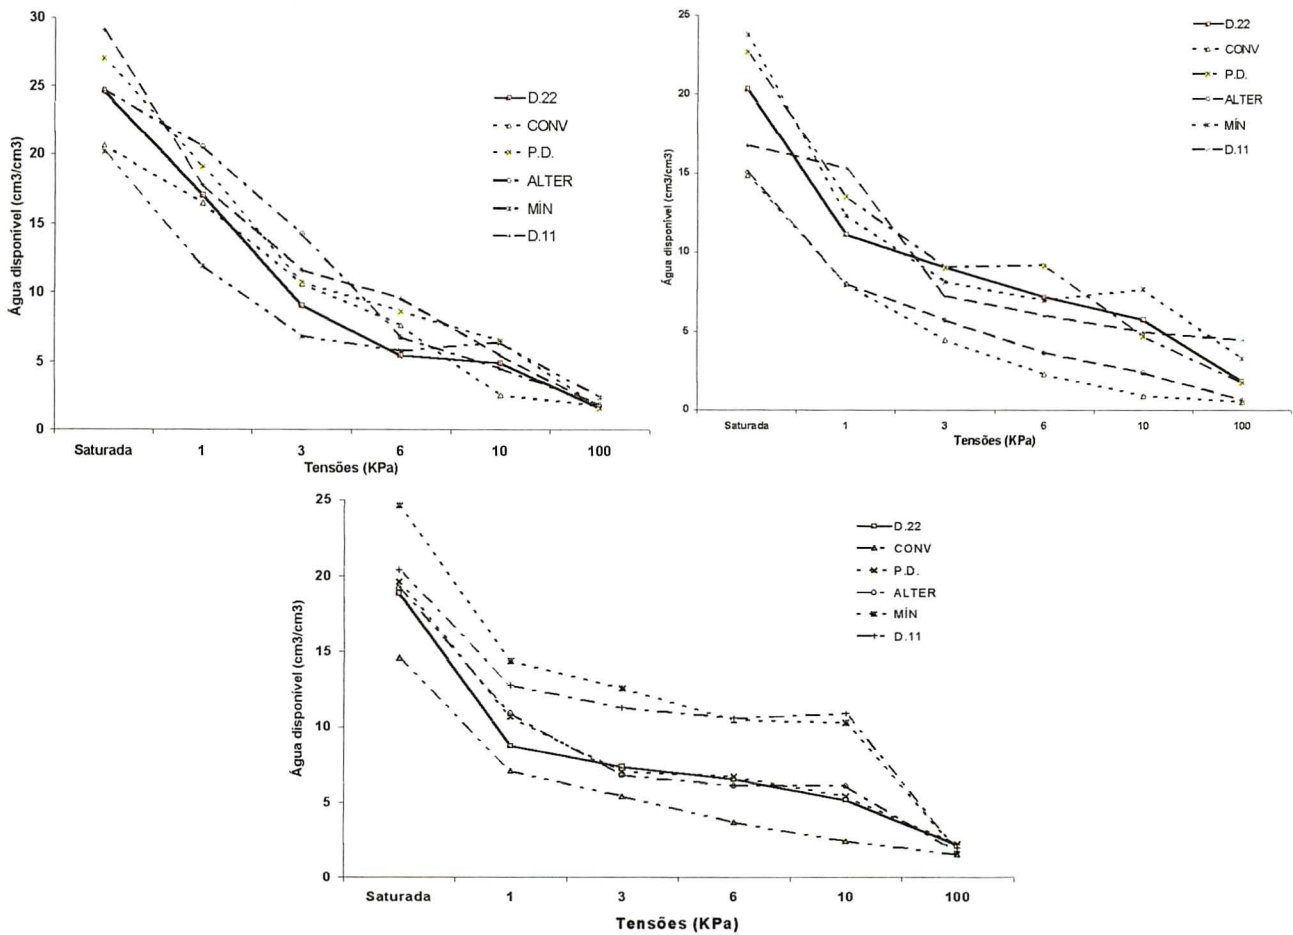 30
25
20
15
10
5
0
Água disponível (cm3/cm3)
Saturada 1 3 6 10 100
Tensões (KPa)
D.22
CONV
P.D.
ALTER
MÍN
D.11
25
20
15
10
5
0
Água disponível (cm3/cm3)
Saturada 1 3 6 10 100
Tensões (KPa)
D.22
CONV
P.D.
ALTER
MÍN
D.11
25
20
15
10
5
0
Água disponível (cm3/cm3)
Saturada 1 3 6 10 100
Tensões (KPa)
D.22
CONV
P.D.
ALTER
MÍN
D.11